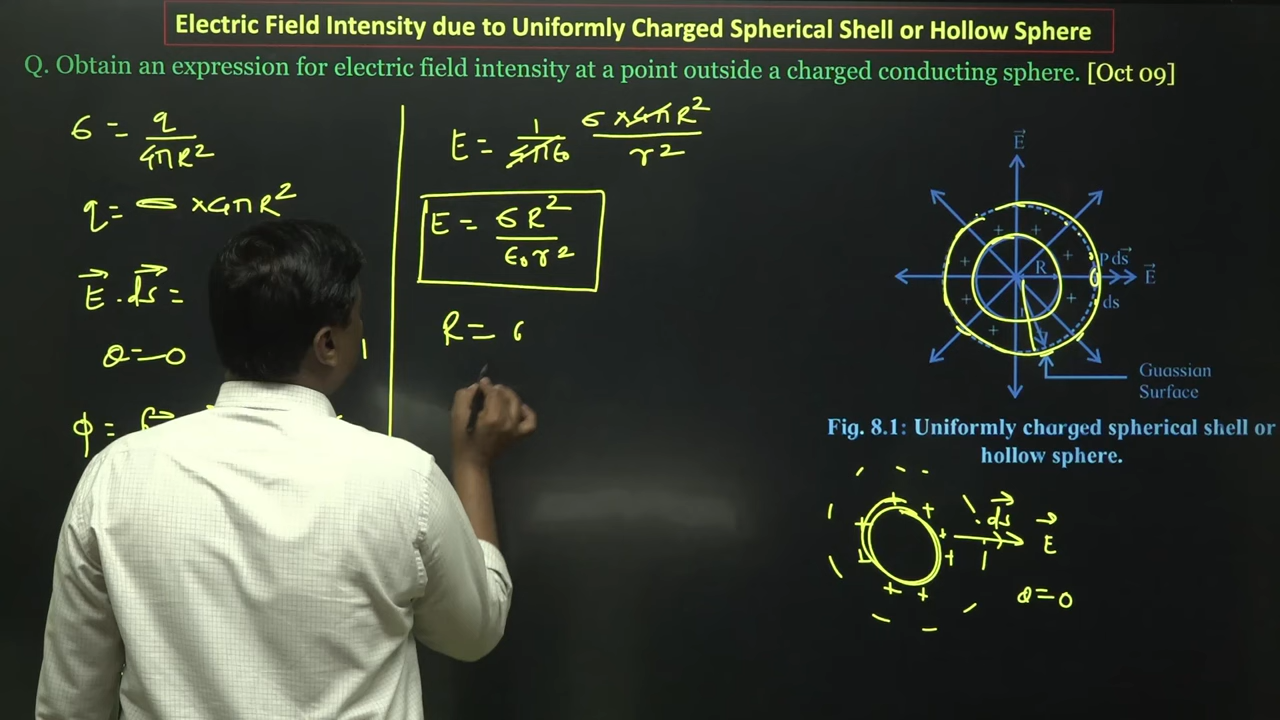 Electric Field Intensity due to Uniformly Charged Spherical Shell or Hollow Sphere
Q. Obtain an expression for electric field intensity at a point outside a charged conducting sphere. [Oct 09]
σ = q / 4πR²
q = σ × 4πR²
E⃗ . ds⃗ =
θ = 0
ϕ =
E = 1 / 4πε₀ σ × 4πR² / r²
E = σR² / ε₀r²
R =
E⃗
+ +
+ +
+ +
+
R
P ds⃗
E⃗
ds
Guassian
Surface
Fig. 8.1: Uniformly charged spherical shell or
hollow sphere.
+ + + + + + +
ds⃗
E⃗
θ = 0